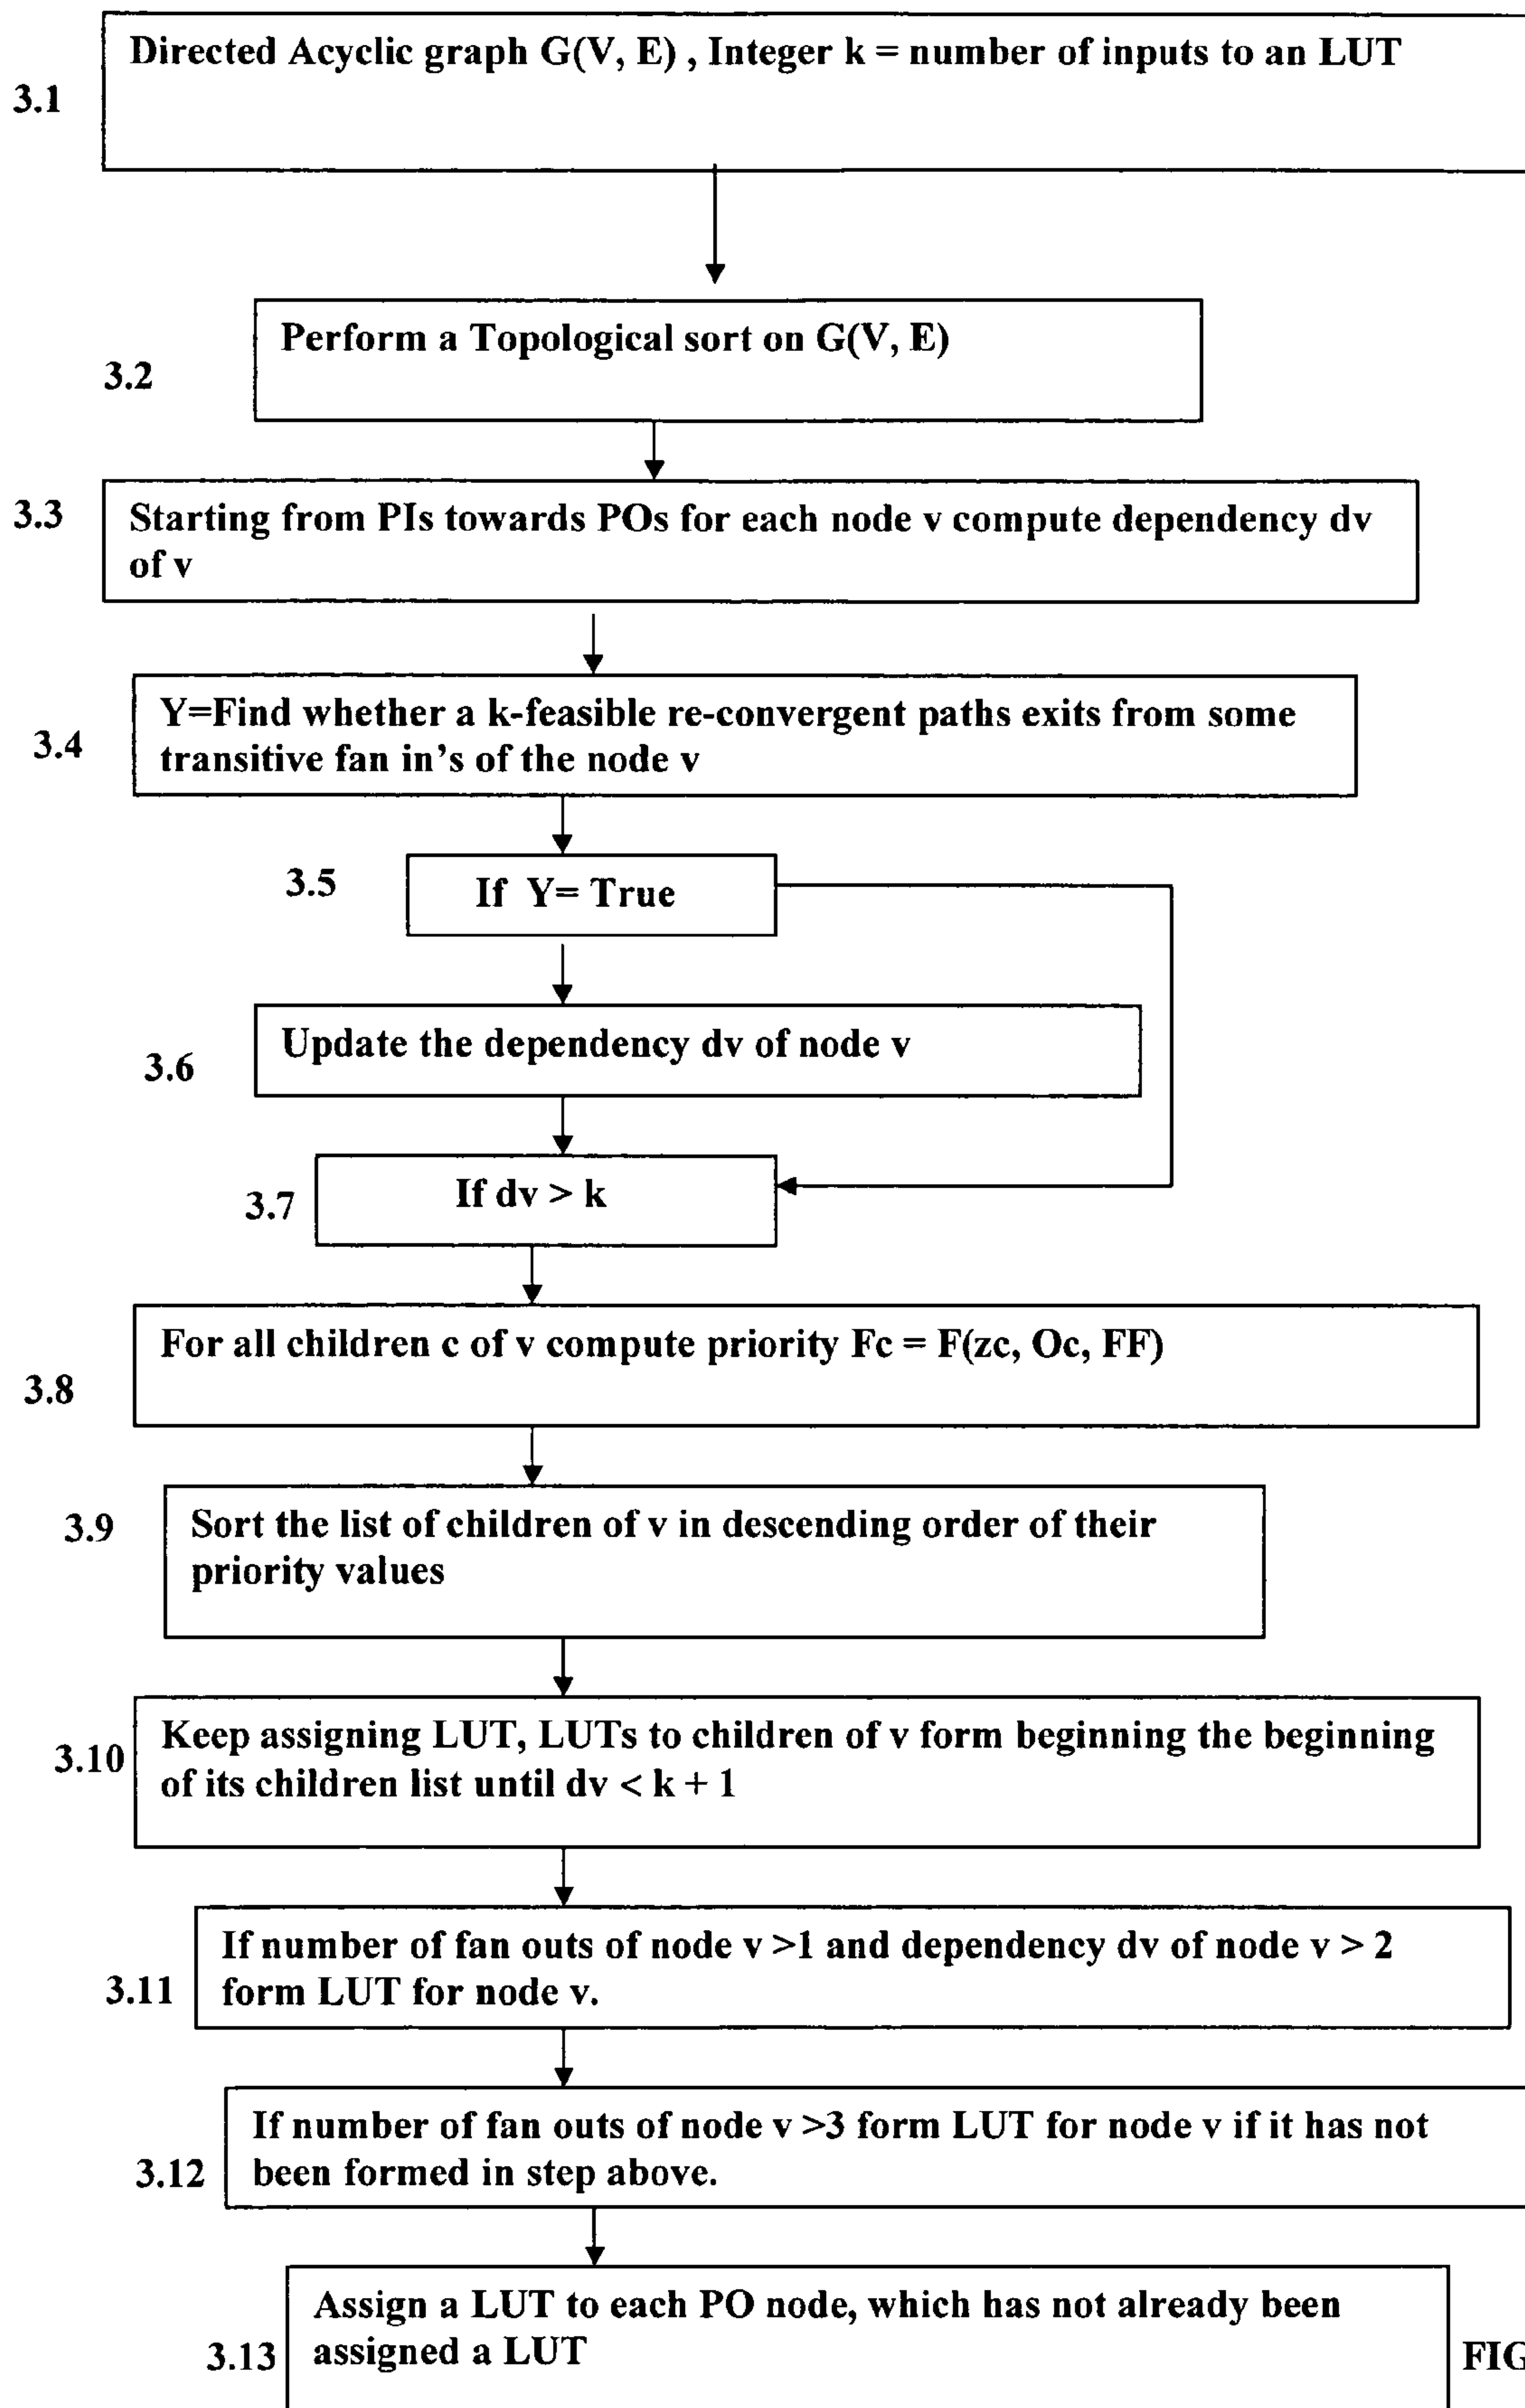 Directed Acyclic graph G(V, E) , Integer k = number of inputs to an LUT
3.1
Perform a Topological sort on G(V, E)
3.2
3.3
Starting from PIs towards POs for each node v compute dependency dv
of v
Y=Find whether a k-feasible re-convergent paths exits from some
3.4
transitive fan in's of the node v
3.5
If Y= True
Update the dependency dv of node v
3.6
If dv > k
3.7
For all children c of v compute priority Fc = F(zc, Oc, FF)
3.8
3.9
Sort the list of children of v in descending order of their
priority values
Keep assigning LUT, LUTs to children of v form beginning the beginning
3.10
of its children list until dv < k + 1
If number of fan outs of node v >1 and dependency dv of node v > 2
3.11
form LUT for node v.
If number of fan outs of node v >3 form LUT for node v if it has not
3.12
been formed in step above.
Assign a LUT to each PO node, which has not already been
3.13
assigned a LUT
FIG